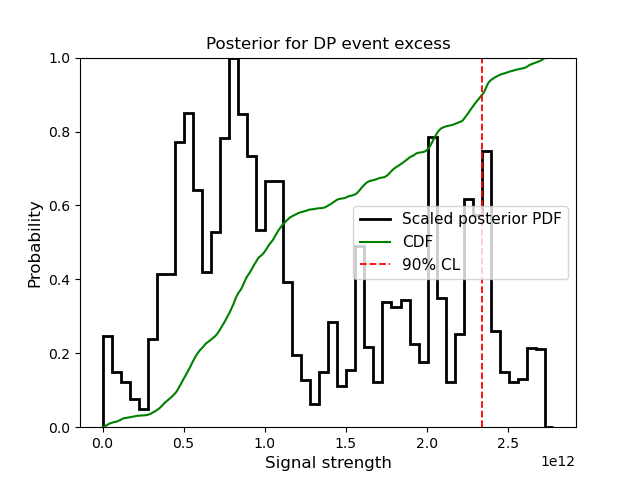 Posterior for DP event excess
Probability
1.0
0.8
0.6
0.4
0.2
0.0
Scaled posterior PDF
CDF
90% CL
0.0 0.5 1.0 1.5 2.0 2.5
1e12
Signal strength